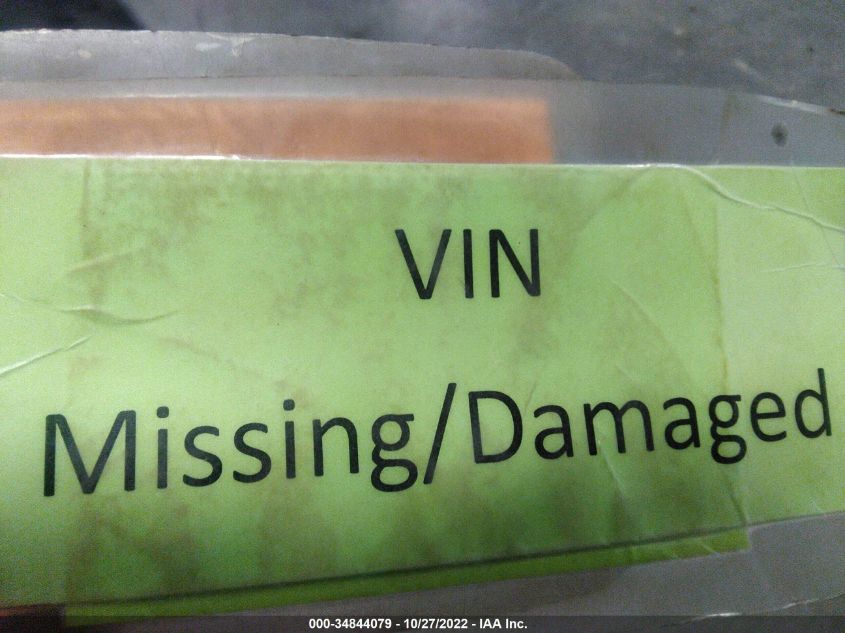 VIN
Missing/Damaged
000-34844079 - 10/27/2022 - IAA Inc.